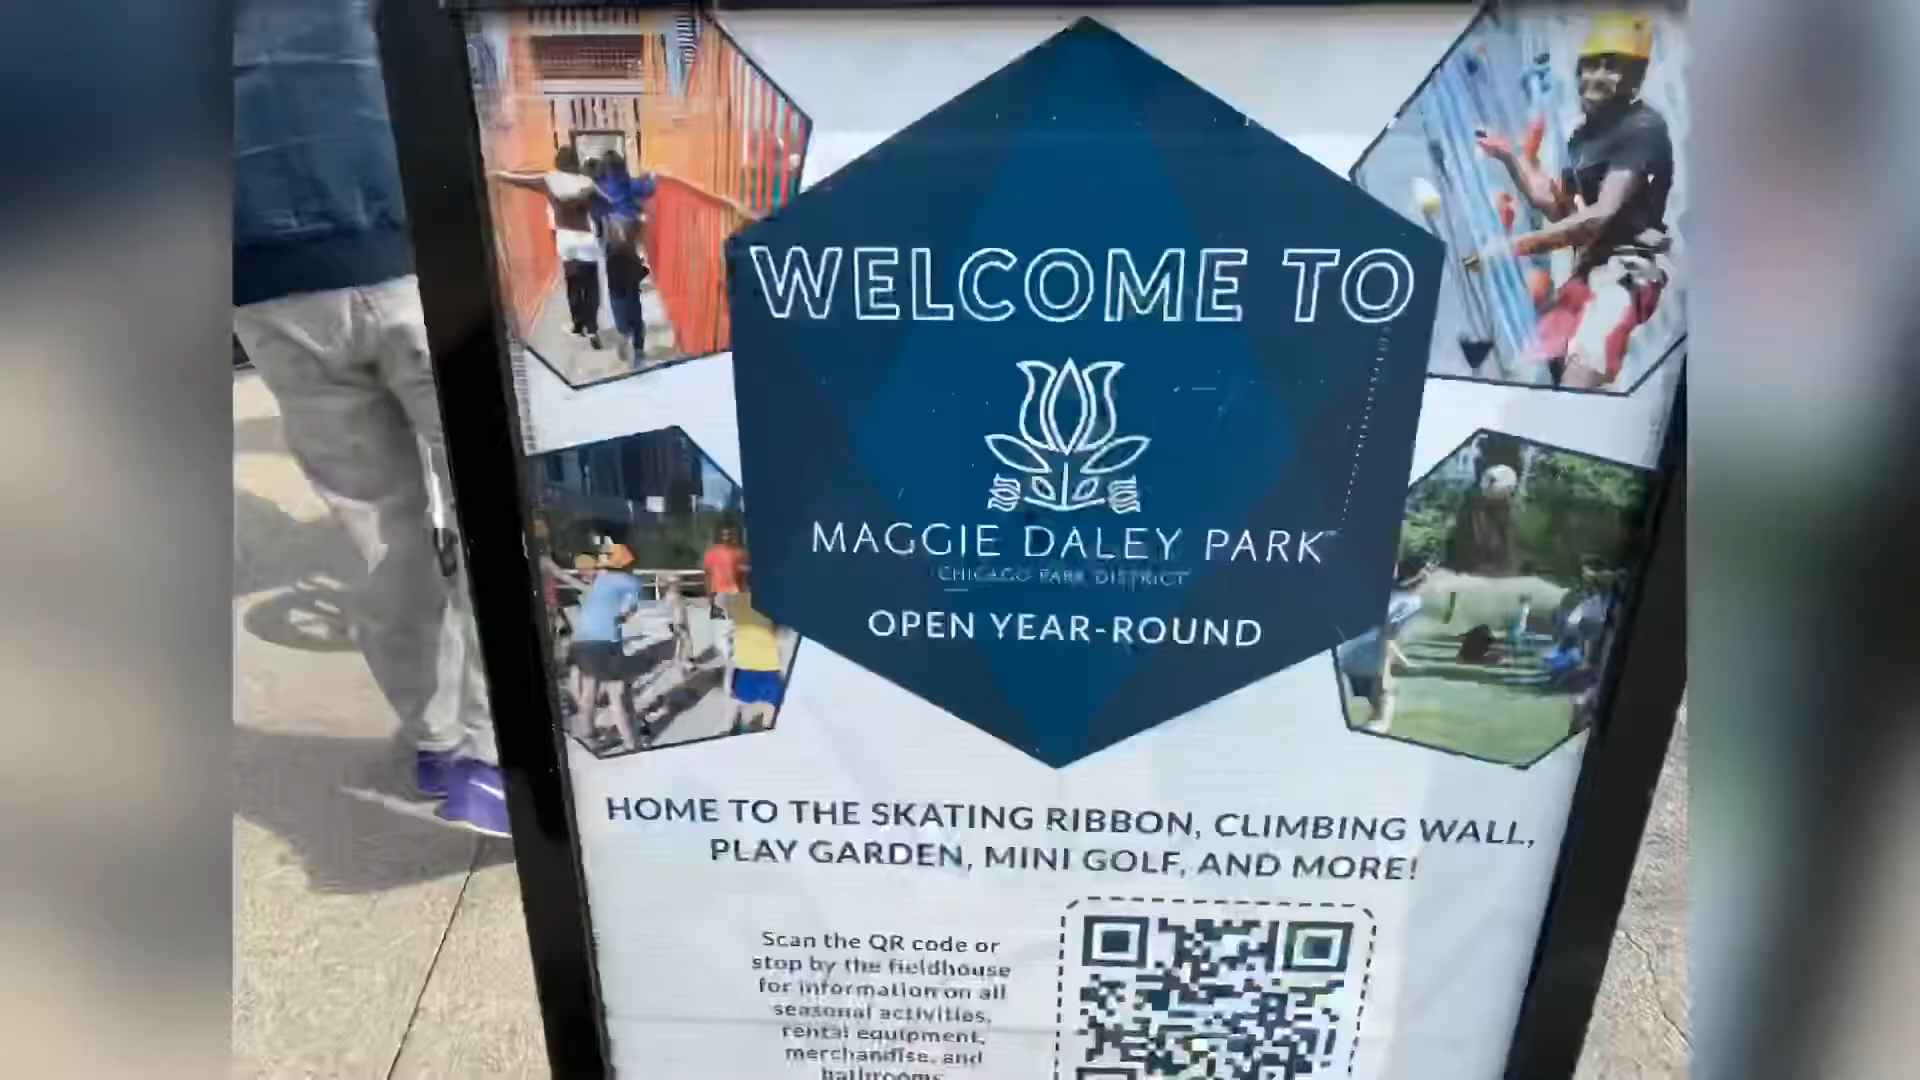 WELCOME TO
MAGGIE DALEY PARK
CHICAGO PARK DISTRICT
OPEN YEAR-ROUND
HOME TO THE SKATING RIBBON, CLIMBING WALL,
PLAY GARDEN, MINI GOLF, AND MORE!
Scan the QR code or
stop by the fieldhouse
for information on all
seasonal activities,
rental equipment,
merchandise, and
bathrooms